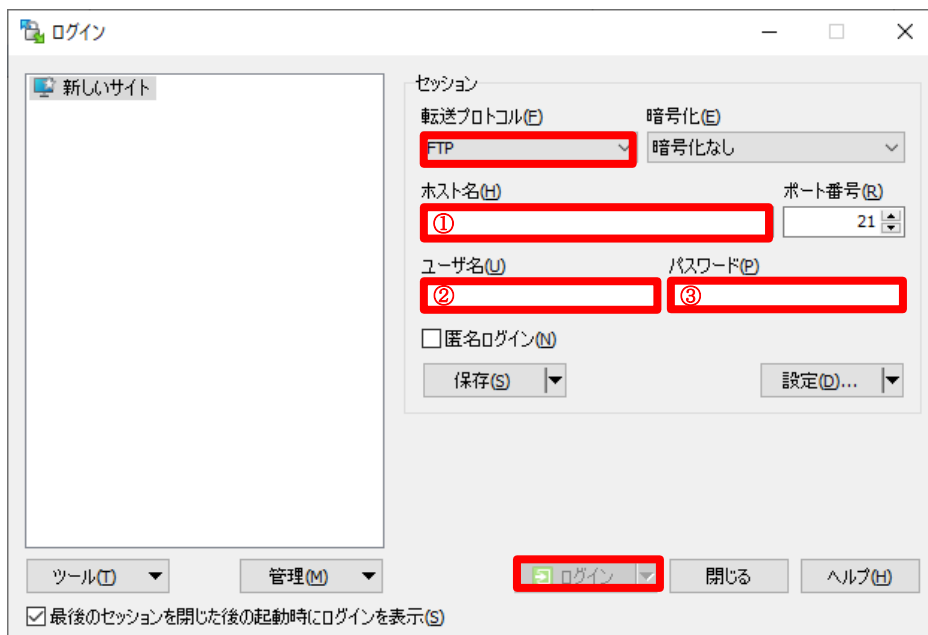 ログイン
新しいサイト
セッション
転送プロトコル(F)
暗号化(E)
FTP
暗号化なし
ホスト名(H)
ポート番号(R)
①
21
ユーザ名(U)
パスワード(P)
②
③
匿名ログイン(N)
保存(S)
設定(D)...
ツール(T)
管理(M)
ログイン
閉じる
ヘルプ(H)
最後のセッションを閉じた後の起動時にログインを表示(S)